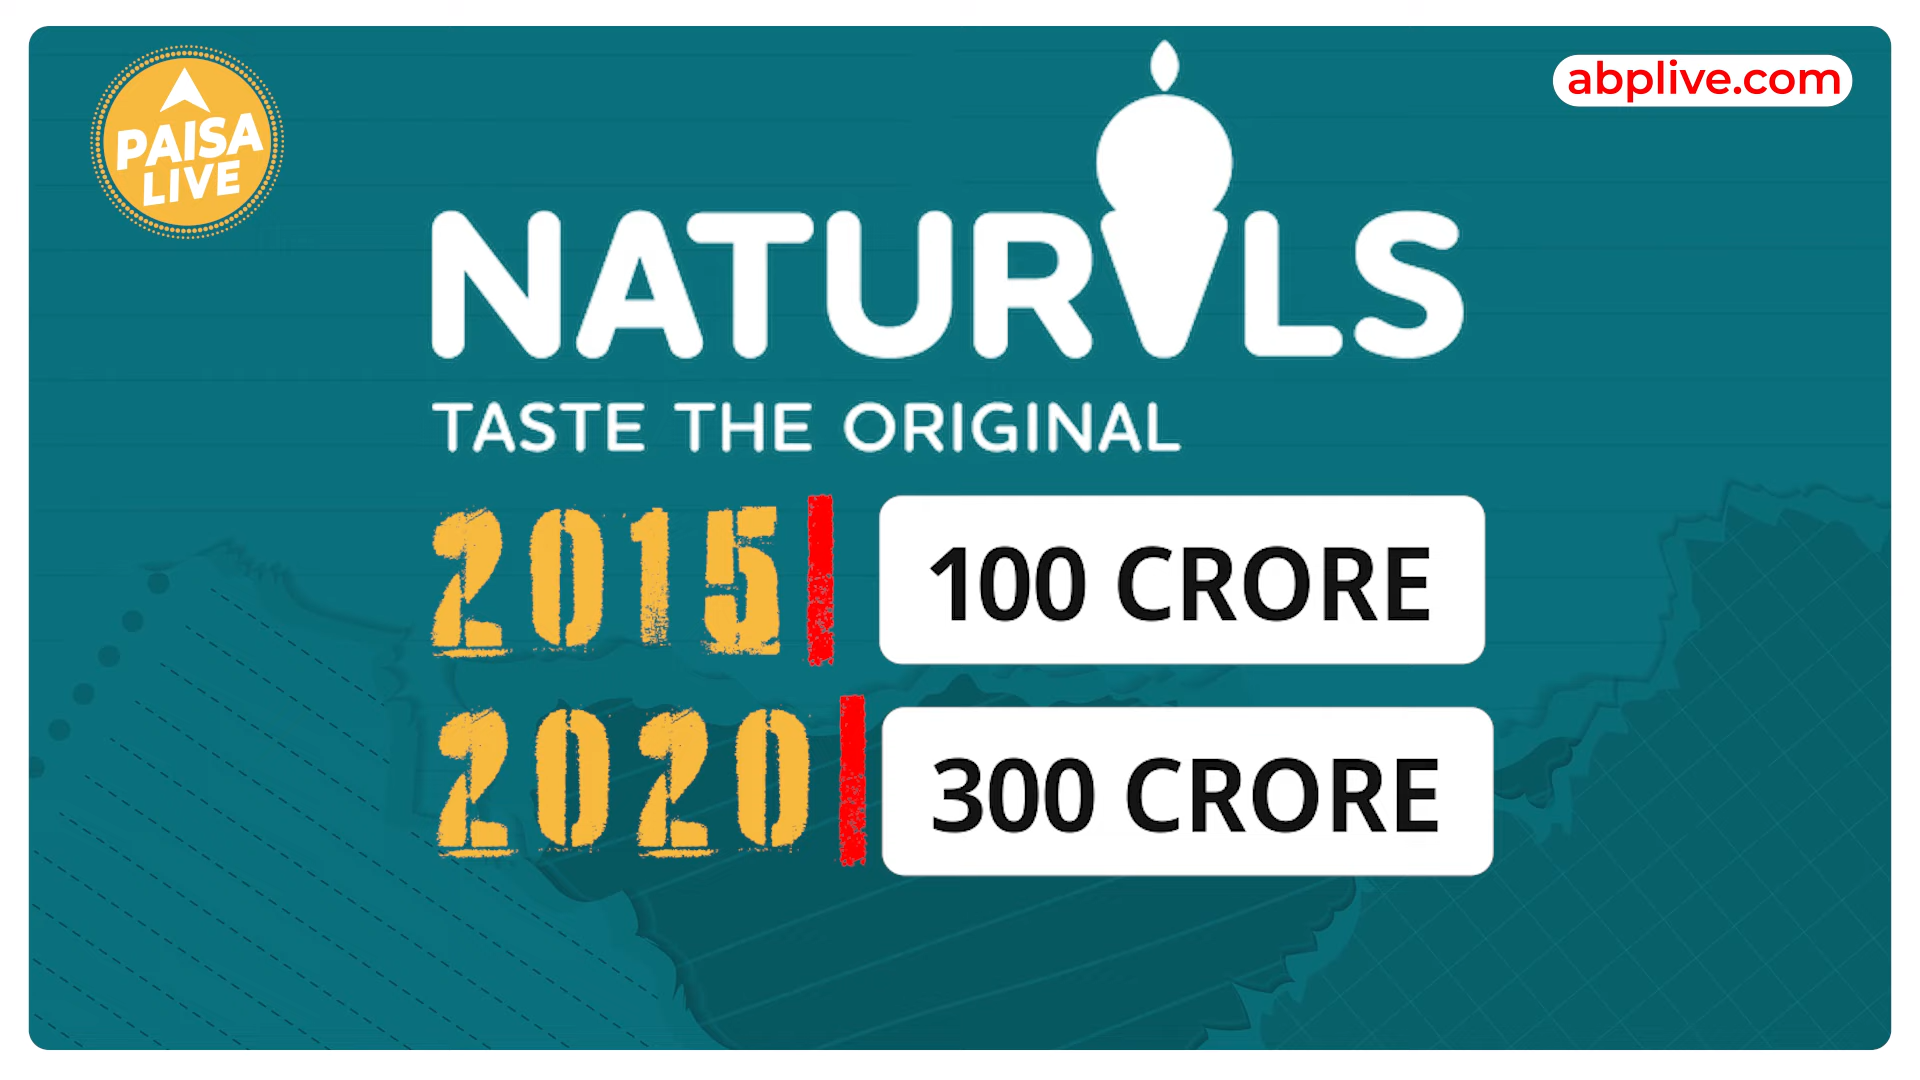 PAISA
LIVE
abplive.com
NATURALS
TASTE THE ORIGINAL
2015 100 CRORE
2020 300 CRORE